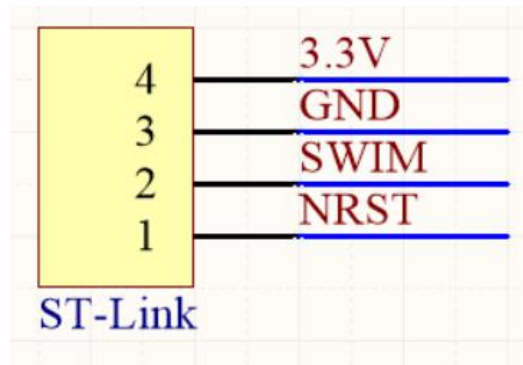 3.3V
4
GND
3
SWIM
2
NRST
1
ST-Link